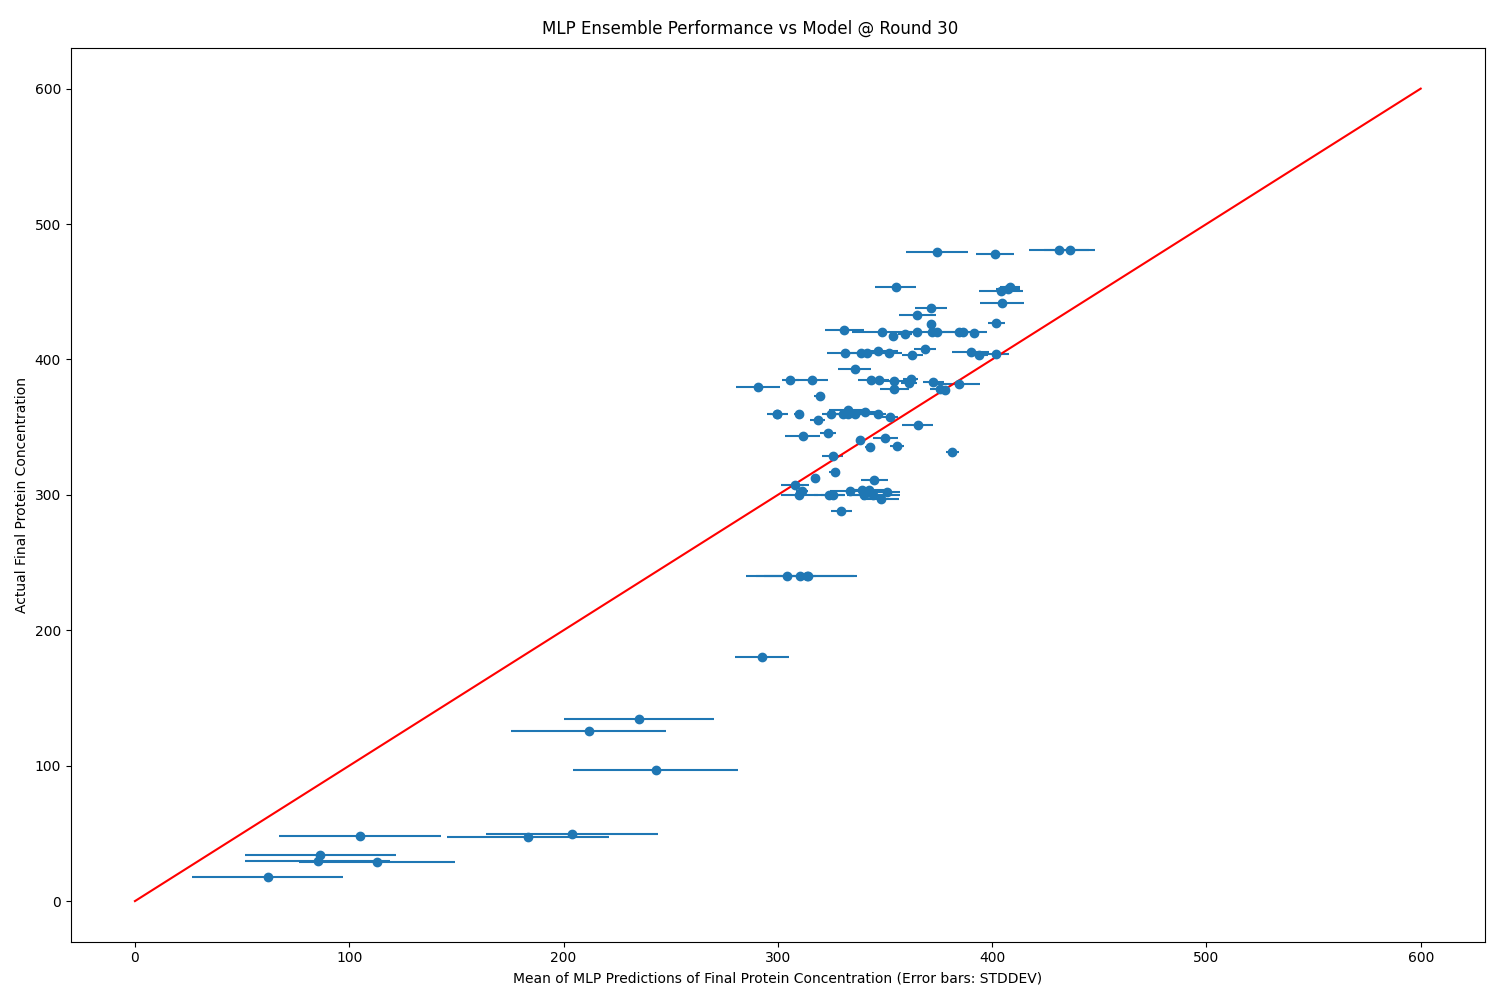 MLP Ensemble Performance vs Model @ Round 30
600
500
400
300
200
100
0
Actual Final Protein Concentration
0 100 200 300 400 500 600
Mean of MLP Predictions of Final Protein Concentration (Error bars: STDDEV)